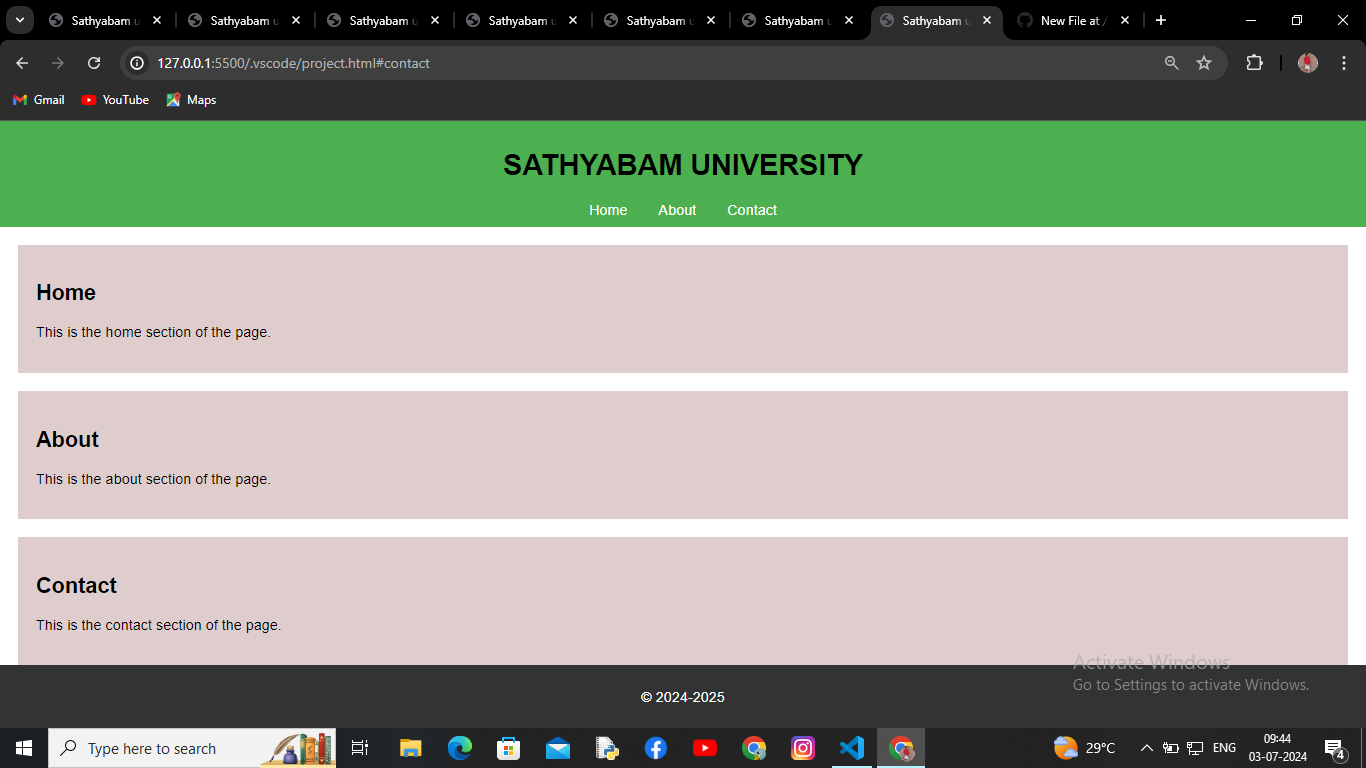 Sathyabam u
Sathyabam u
Sathyabam u
Sathyabam u
Sathyabam u
Sathyabam u
Sathyabam u
New File at /
127.0.0.1:5500/.vscode/project.html#contact
Gmail
YouTube
Maps
SATHYABAM UNIVERSITY
Home About Contact
Home
This is the home section of the page.
About
This is the about section of the page.
Contact
This is the contact section of the page.
Activate Windows
Go to Settings to activate Windows.
© 2024-2025
Type here to search
29°C
ENG
09:44
03-07-2024
4